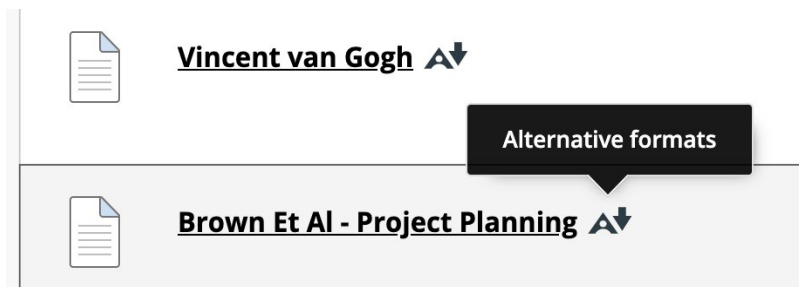 Vincent van Gogh
Alternative formats
Brown Et Al - Project Planning